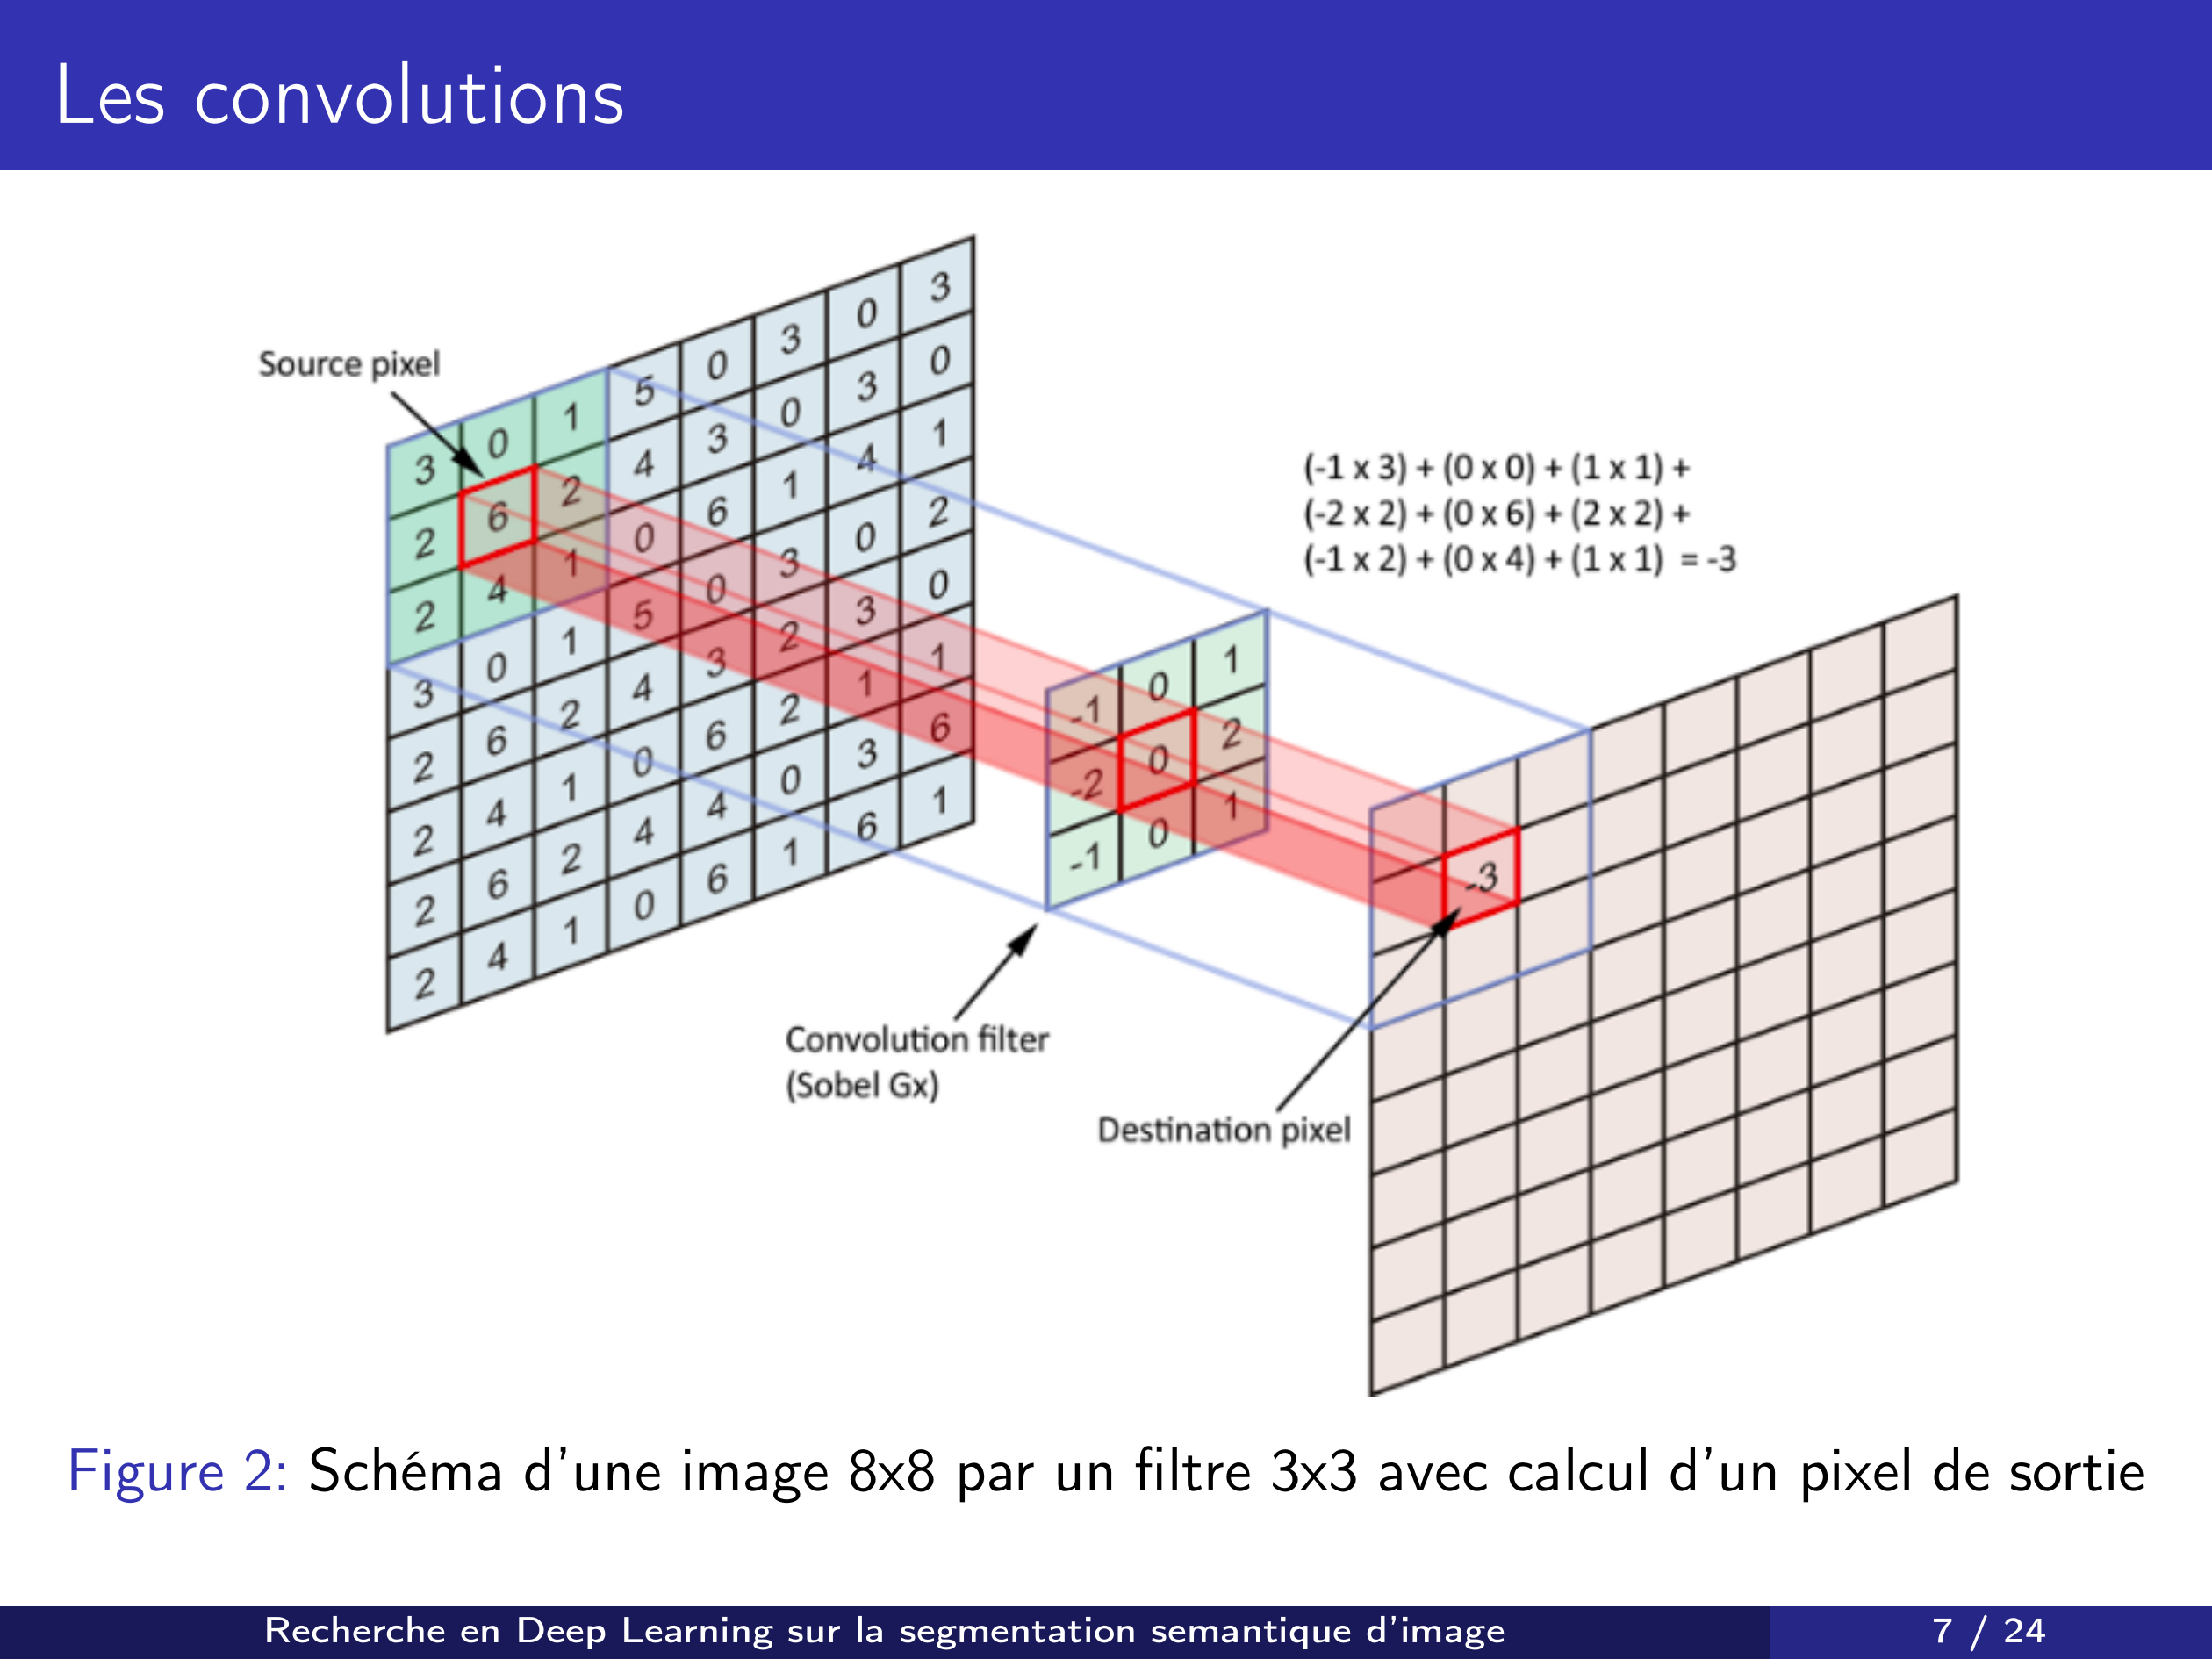 Les convolutions
Source pixel
3 0 1 5 0 3 0 3
2 6 2 4 3 0 3 0
2 4 1 0 6 1 4 1
3 0 1 5 0 3 0 2
2 6 2 4 3 2 3 0
2 4 1 0 6 2 1 1
2 6 2 4 4 0 3 6
2 4 1 0 6 1 6 1
(-1 x 3) + (0 x 0) + (1 x 1) +
(-2 x 2) + (0 x 6) + (2 x 2) +
(-1 x 2) + (0 x 4) + (1 x 1) = -3
-1 0 1
-2 0 2
-1 0 1
-3
Convolution filter
(Sobel Gx)
Destination pixel
Figure 2: Schéma d'une image 8x8 par un filtre 3x3 avec calcul d'un pixel de sortie
Recherche en Deep Learning sur la segmentation semantique d'image
7 / 24